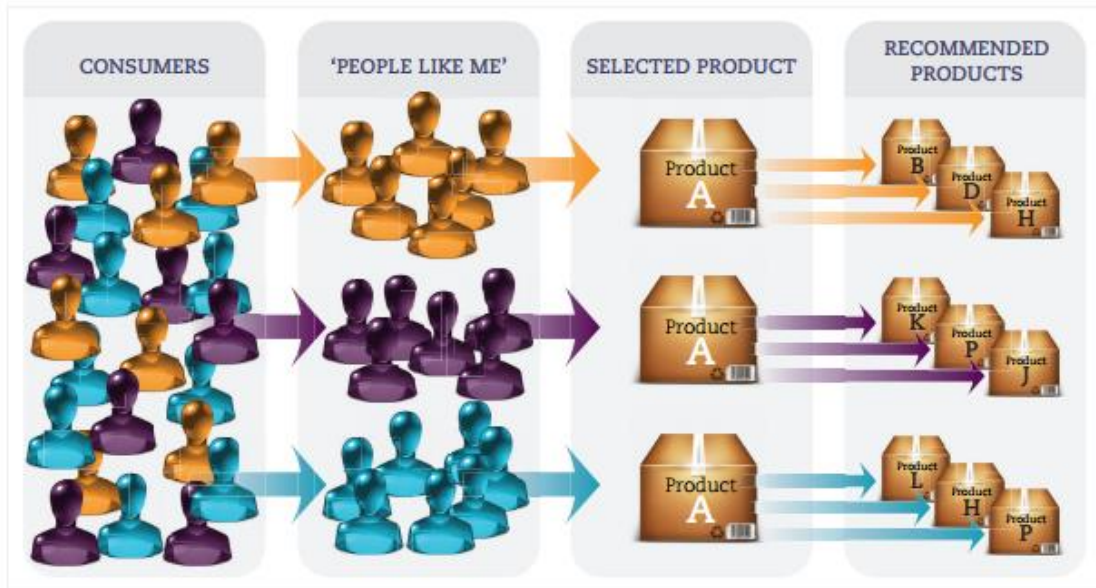 CONSUMERS
‘PEOPLE LIKE ME’
SELECTED PRODUCT
RECOMMENDED
PRODUCTS
Product
A
Product
B
Product
D
Product
H
Product
A
Product
K
Product
P
Product
J
Product
A
Product
L
Product
H
Product
P